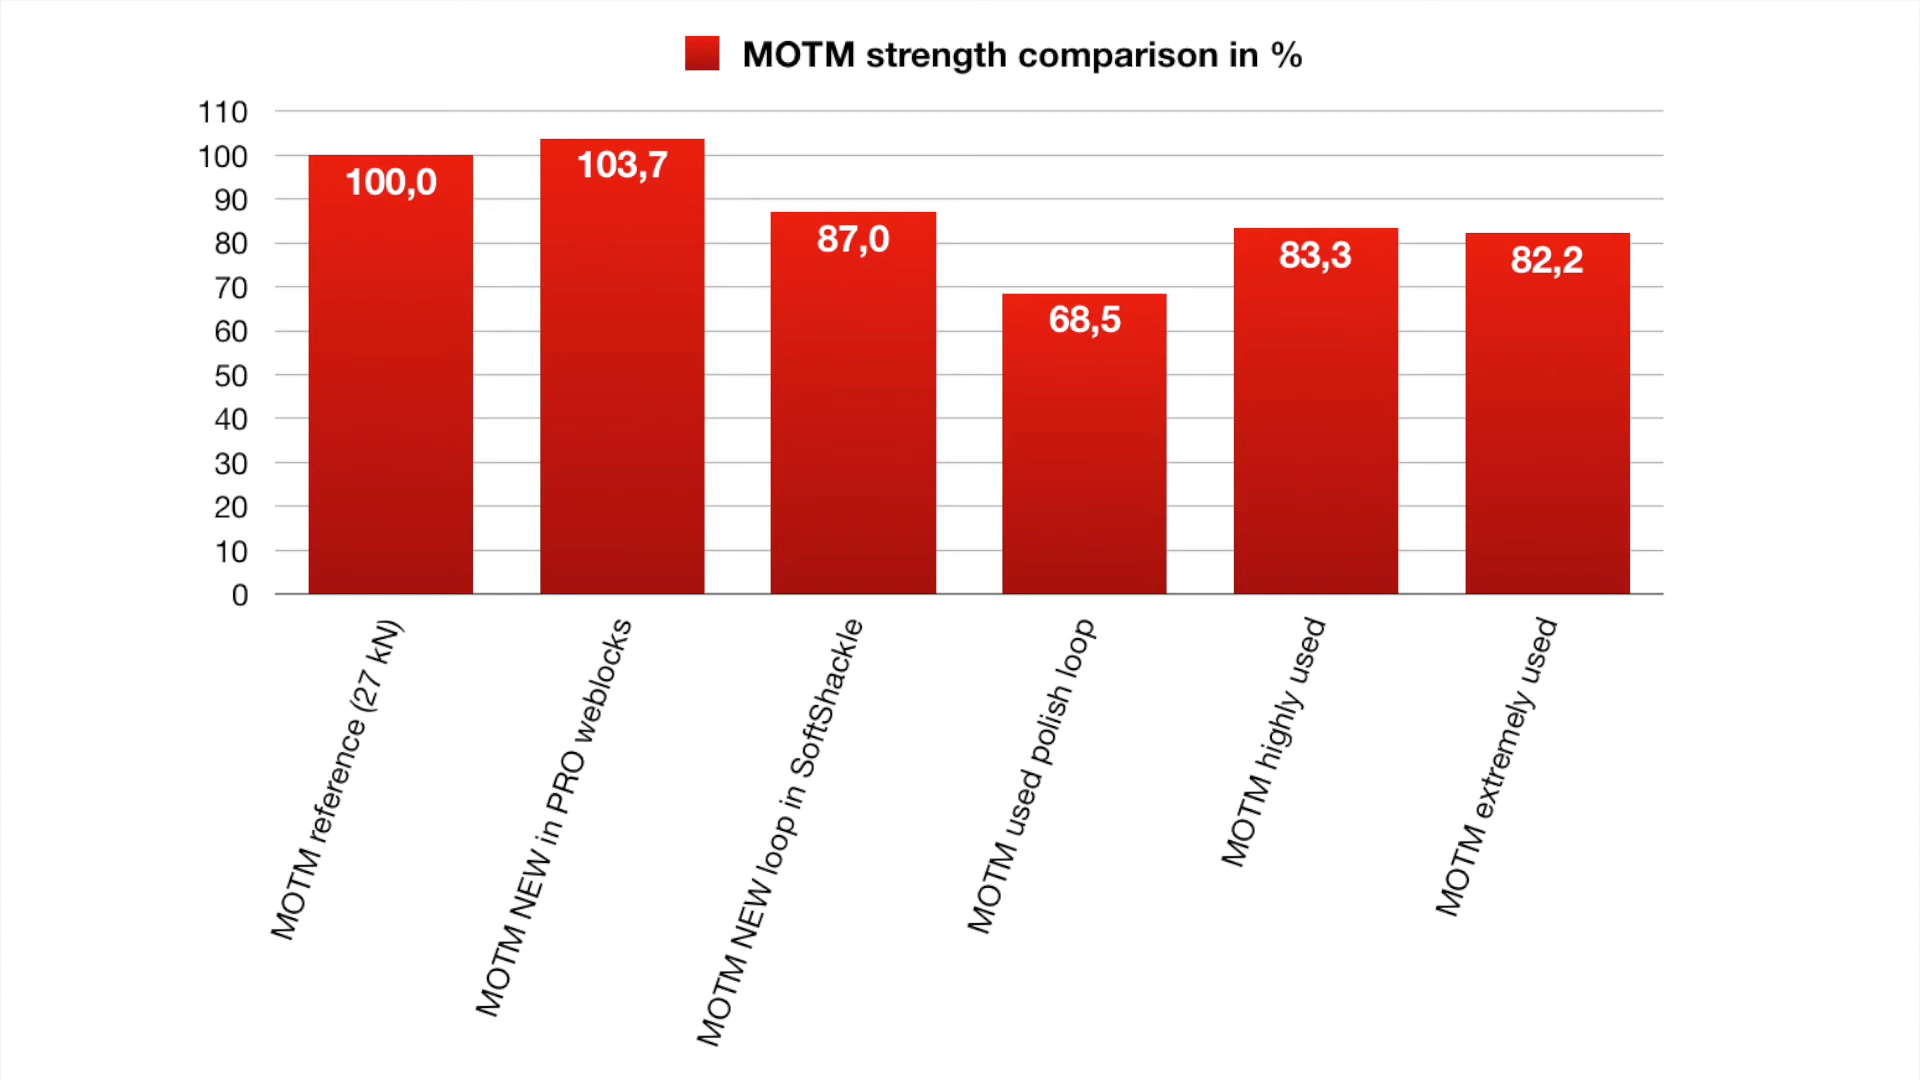 MOTM strength comparison in %
110
100
90
80
70
60
50
40
30
20
10
0
100,0
103,7
87,0
68,5
83,3
82,2
MOTM reference (27 kN)
MOTM NEW in PRO weblocks
MOTM NEW loop in SoftShackle
MOTM used polish loop
MOTM highly used
MOTM extremely used